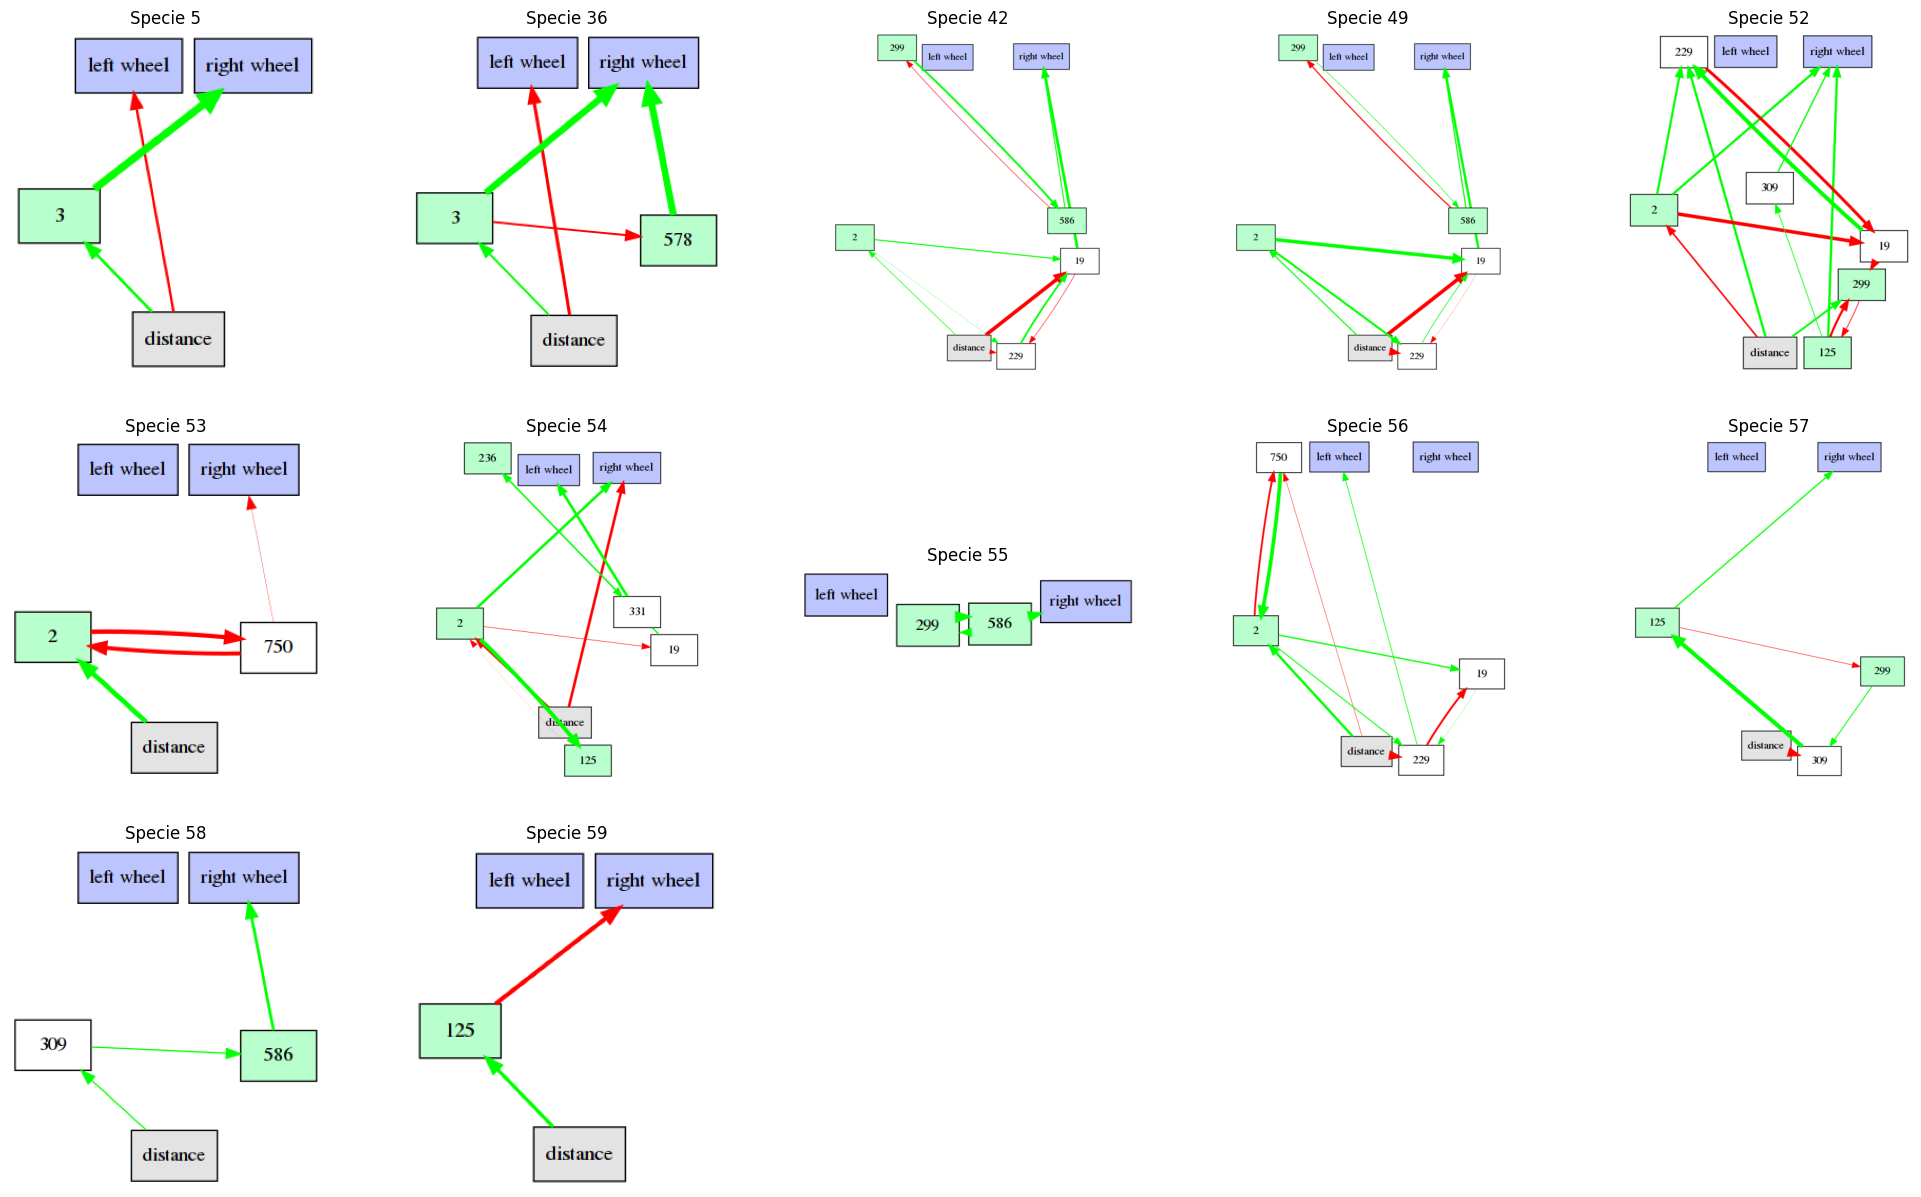 Specie 5
left wheel
right wheel
3
distance
Specie 36
left wheel
right wheel
3
578
distance
Specie 42
299
left wheel
right wheel
586
2
19
distance
229
Specie 49
299
left wheel
right wheel
586
2
19
distance
229
Specie 52
229
left wheel
right wheel
309
2
19
299
distance
125
Specie 53
left wheel
right wheel
2
750
distance
Specie 54
236
left wheel
right wheel
331
2
19
distance
125
Specie 55
left wheel
299
586
right wheel
Specie 56
750
left wheel
right wheel
2
19
distance
229
Specie 57
left wheel
right wheel
125
299
distance
309
Specie 58
left wheel
right wheel
309
586
distance
Specie 59
left wheel
right wheel
125
distance